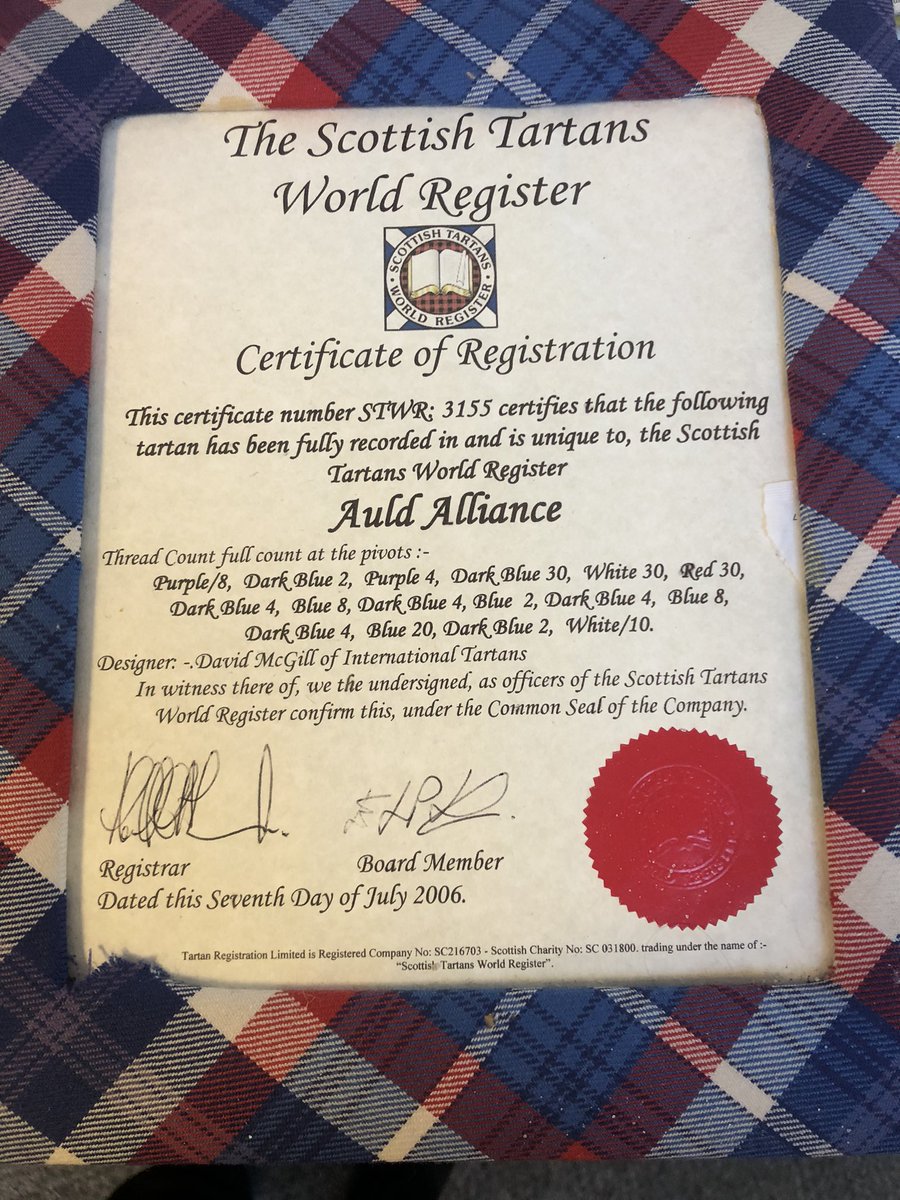 The Scottish Tartans
World Register
SCOTTISH TARTANS
WORLD REGISTER
Certificate of Registration
This certificate number STWR: 3155 certifies that the following
tartan has been fully recorded in and is unique to, the Scottish
Tartans World Register
Auld Alliance
Thread Count full count at the pivots :-
Purple/8, Dark Blue 2, Purple 4, Dark Blue 30, White 30, Red 30,
Dark Blue 4, Blue 8, Dark Blue 4, Blue 2, Dark Blue 4, Blue 8,
Dark Blue 4, Blue 20, Dark Blue 2, White/10.
Designer: -.David McGill of International Tartans
In witness there of, we the undersigned, as officers of the Scottish Tartans
World Register confirm this, under the Common Seal of the Company.
Registrar Board Member
Dated this Seventh Day of July 2006.
Tartan Registration Limited is Registered Company No: SC216703 - Scottish Charity No: SC 031800. trading under the name of :-
"Scottish Tartans World Register".